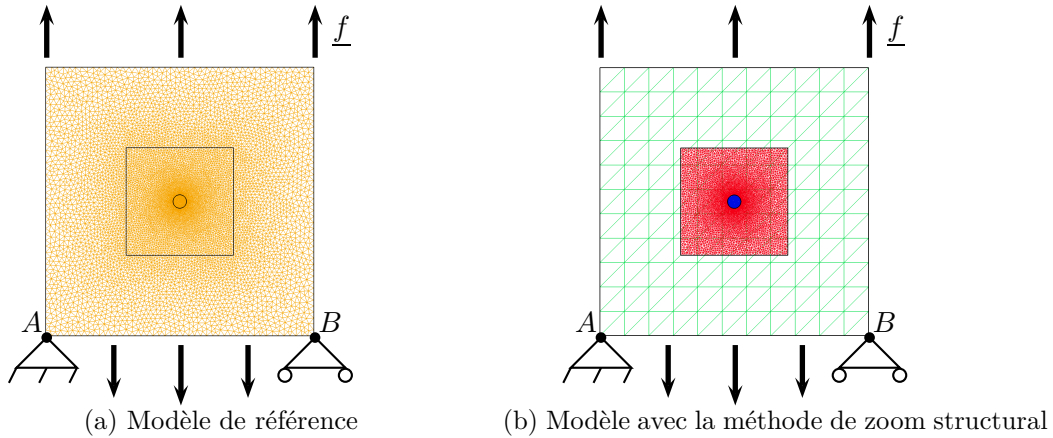 f
f
A
B
A
B
(a) Modèle de référence
(b) Modèle avec la méthode de zoom structural